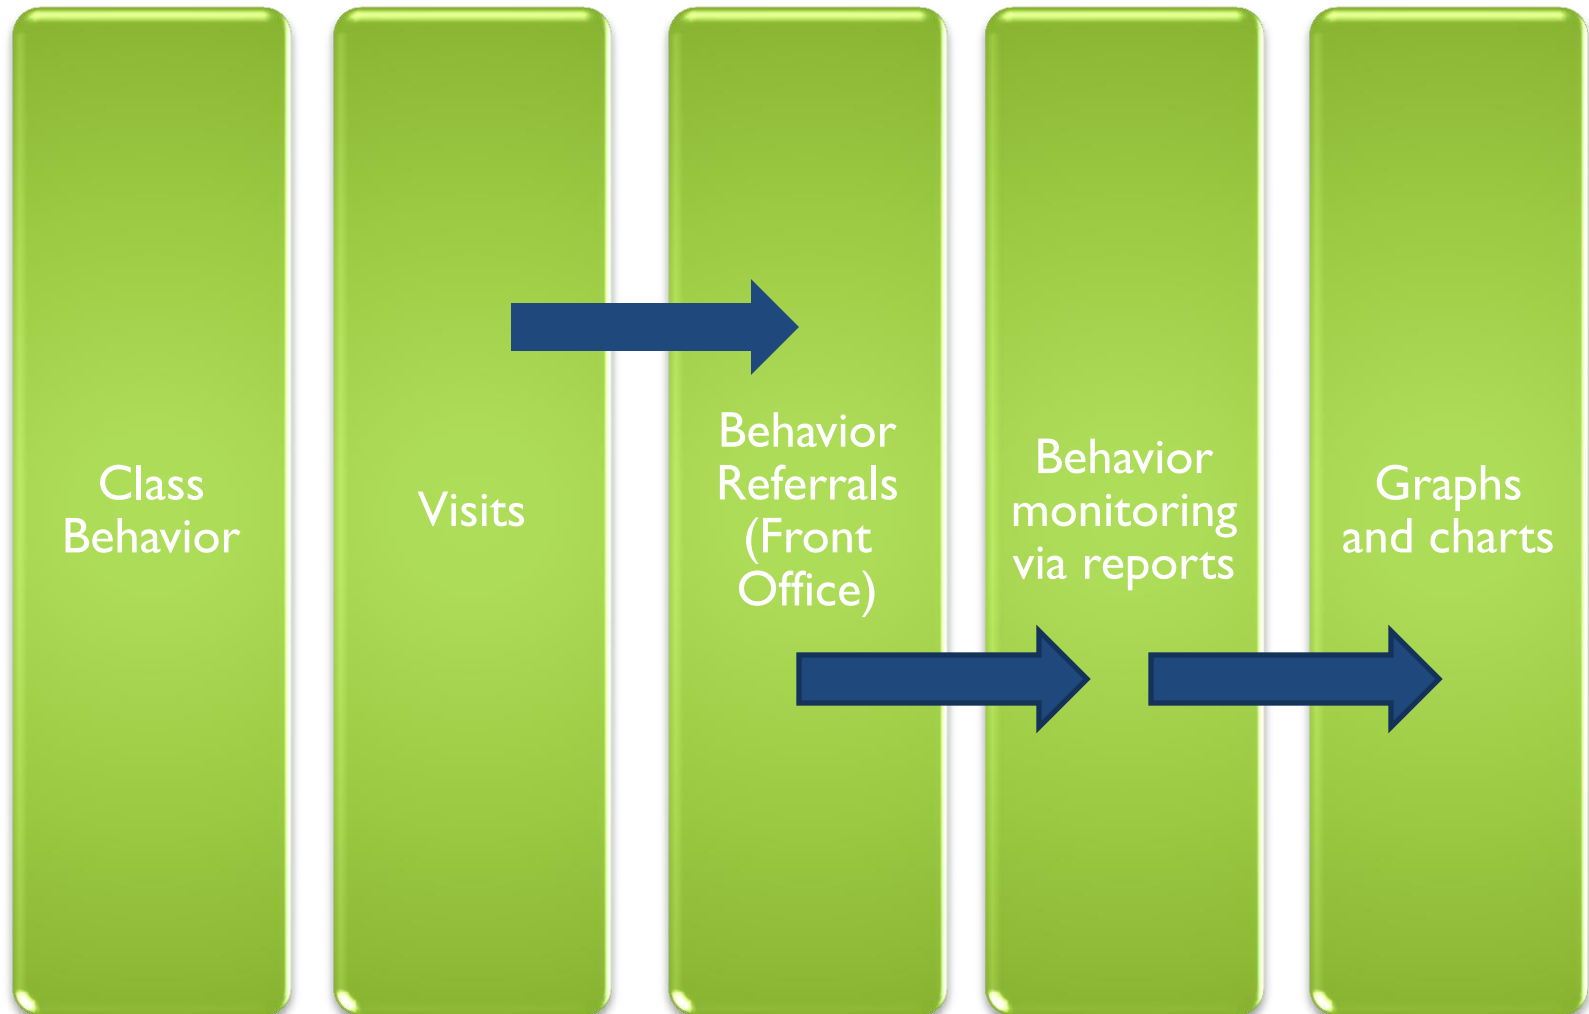 Class
Behavior
Visits
Behavior
Referrals
(Front
Office)
Behavior
monitoring
via reports
Graphs
and charts